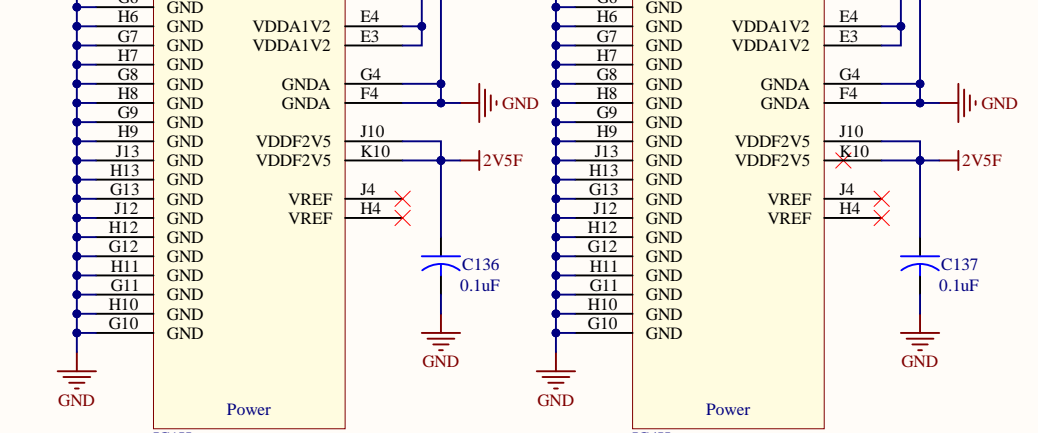 GND
H6 GND VDDA1V2 E4
G7 GND VDDA1V2 E3
H7 GND
G8 GND GNDA G4
H8 GND GNDA F4 GND
G9 GND
H9 GND VDDF2V5 J10
J13 GND VDDF2V5 K10 2V5F
H13 GND
G13 GND VREF J4
J12 GND VREF H4
H12 GND
G12 GND
H11 GND C136
G11 GND 0.1uF
H10 GND
G10 GND
GND
GND
Power
GND
H6 GND VDDA1V2 E4
G7 GND VDDA1V2 E3
H7 GND
G8 GND GNDA G4
H8 GND GNDA F4 GND
G9 GND
H9 GND VDDF2V5 J10
J13 GND VDDF2V5 K10 2V5F
H13 GND
G13 GND VREF J4
J12 GND VREF H4
H12 GND
G12 GND
H11 GND C137
G11 GND 0.1uF
H10 GND
G10 GND
GND
GND
Power